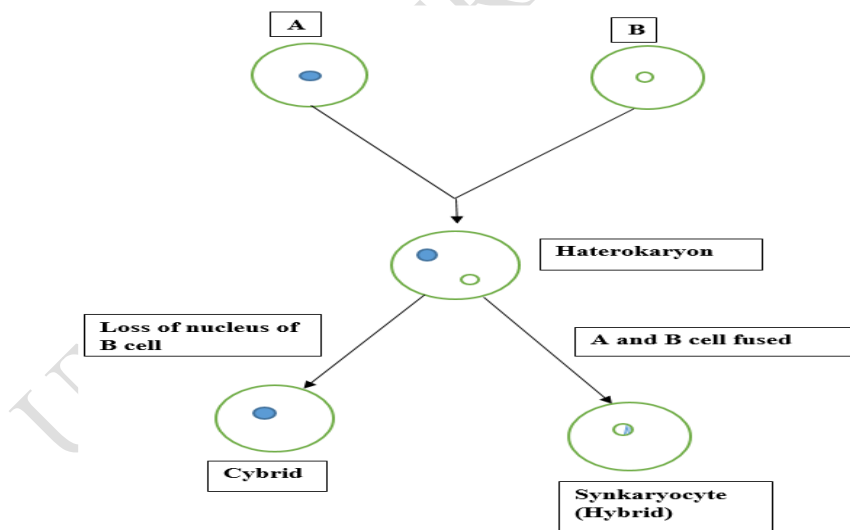 A
B
Haterokaryon
Loss of nucleus of
B cell
A and B cell fused
Cybrid
Synkaryocyte
(Hybrid)